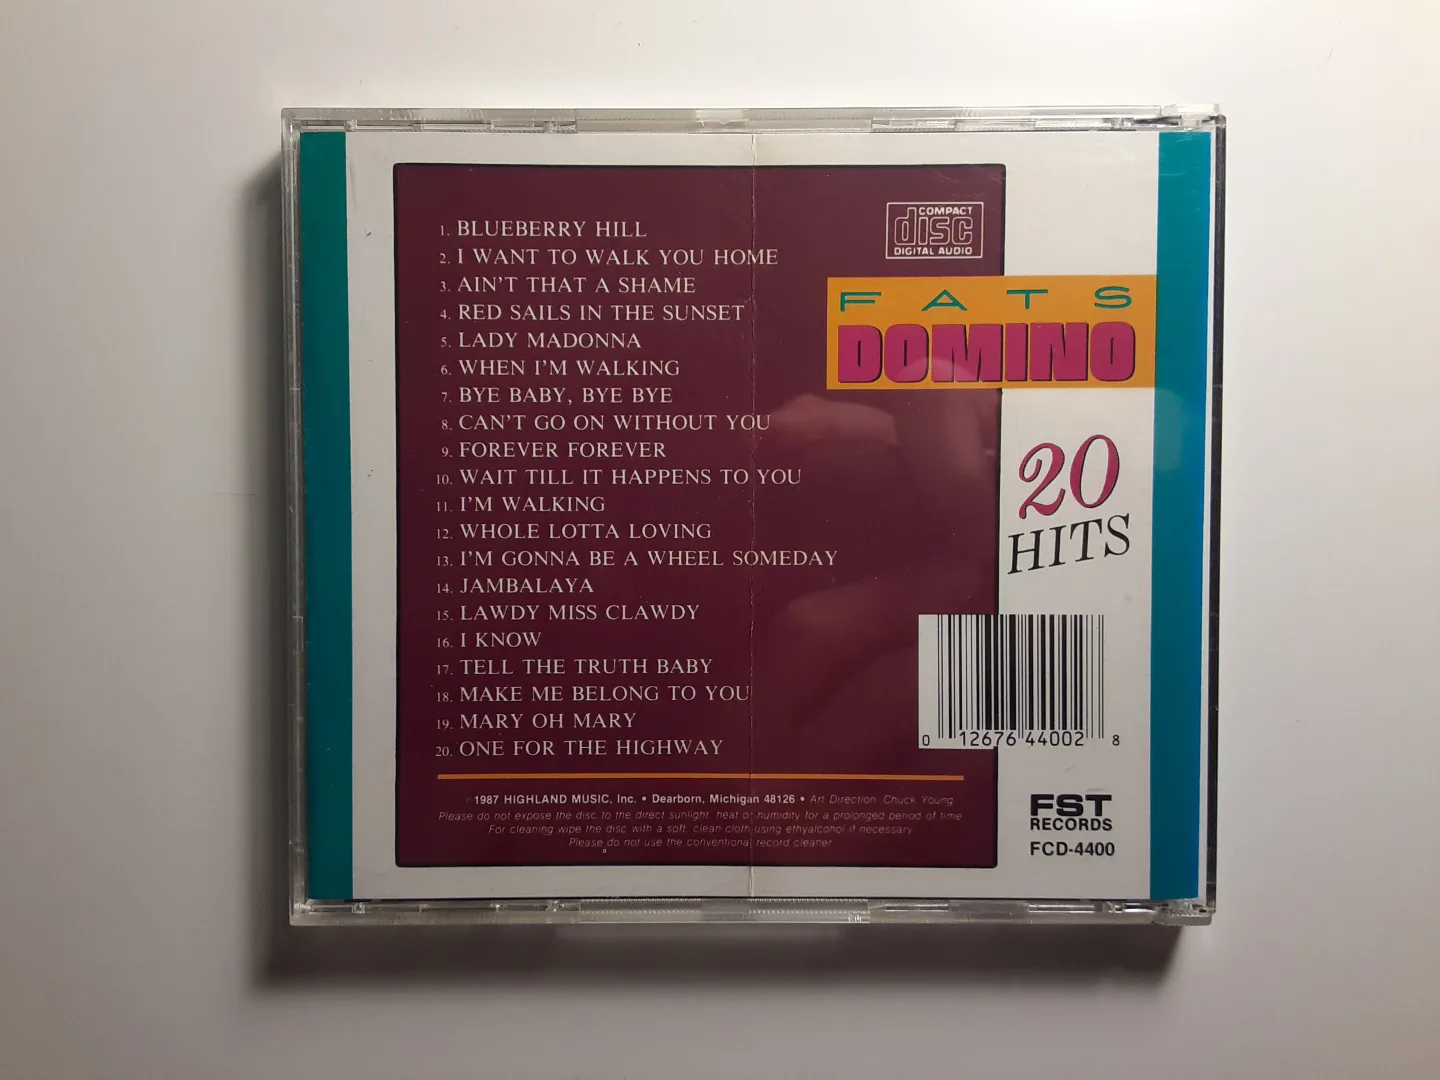 1. BLUEBERRY HILL
2. I WANT TO WALK YOU HOME
3. AIN'T THAT A SHAME
4. RED SAILS IN THE SUNSET
5. LADY MADONNA
6. WHEN I'M WALKING
7. BYE BABY, BYE BYE
8. CAN'T GO ON WITHOUT YOU
9. FOREVER FOREVER
10. WAIT TILL IT HAPPENS TO YOU
11. I'M WALKING
12. WHOLE LOTTA LOVING
13. I'M GONNA BE A WHEEL SOMEDAY
14. JAMBALAYA
15. LAWDY MISS CLAWDY
16. I KNOW
17. TELL THE TRUTH BABY
18. MAKE ME BELONG TO YOU
19. MARY OH MARY
20. ONE FOR THE HIGHWAY
1987 HIGHLAND MUSIC, Inc. • Dearborn, Michigan 48126 • Art Direction: Chuck Young
Please do not expose the disc to the direct sunlight, heat or humidity for a prolonged period of time.
For cleaning wipe the disc with a soft, clean cloth using ethyalcohol if necessary.
Please do not use the conventional record cleaner
COMPACT
disc
DIGITAL AUDIO
FATS
DOMINO
20
HITS
0 12676 44002 8
FST
RECORDS
FCD-4400